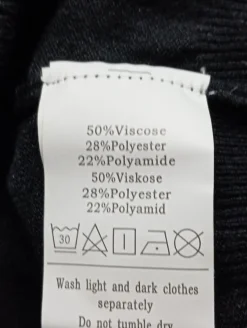 50%Viscose
28%Polyester
22%Polyamide
50%Viskose
28%Polyester
22%Polyamid
30
Wash light and dark clothes
separately
Do not tumble dry